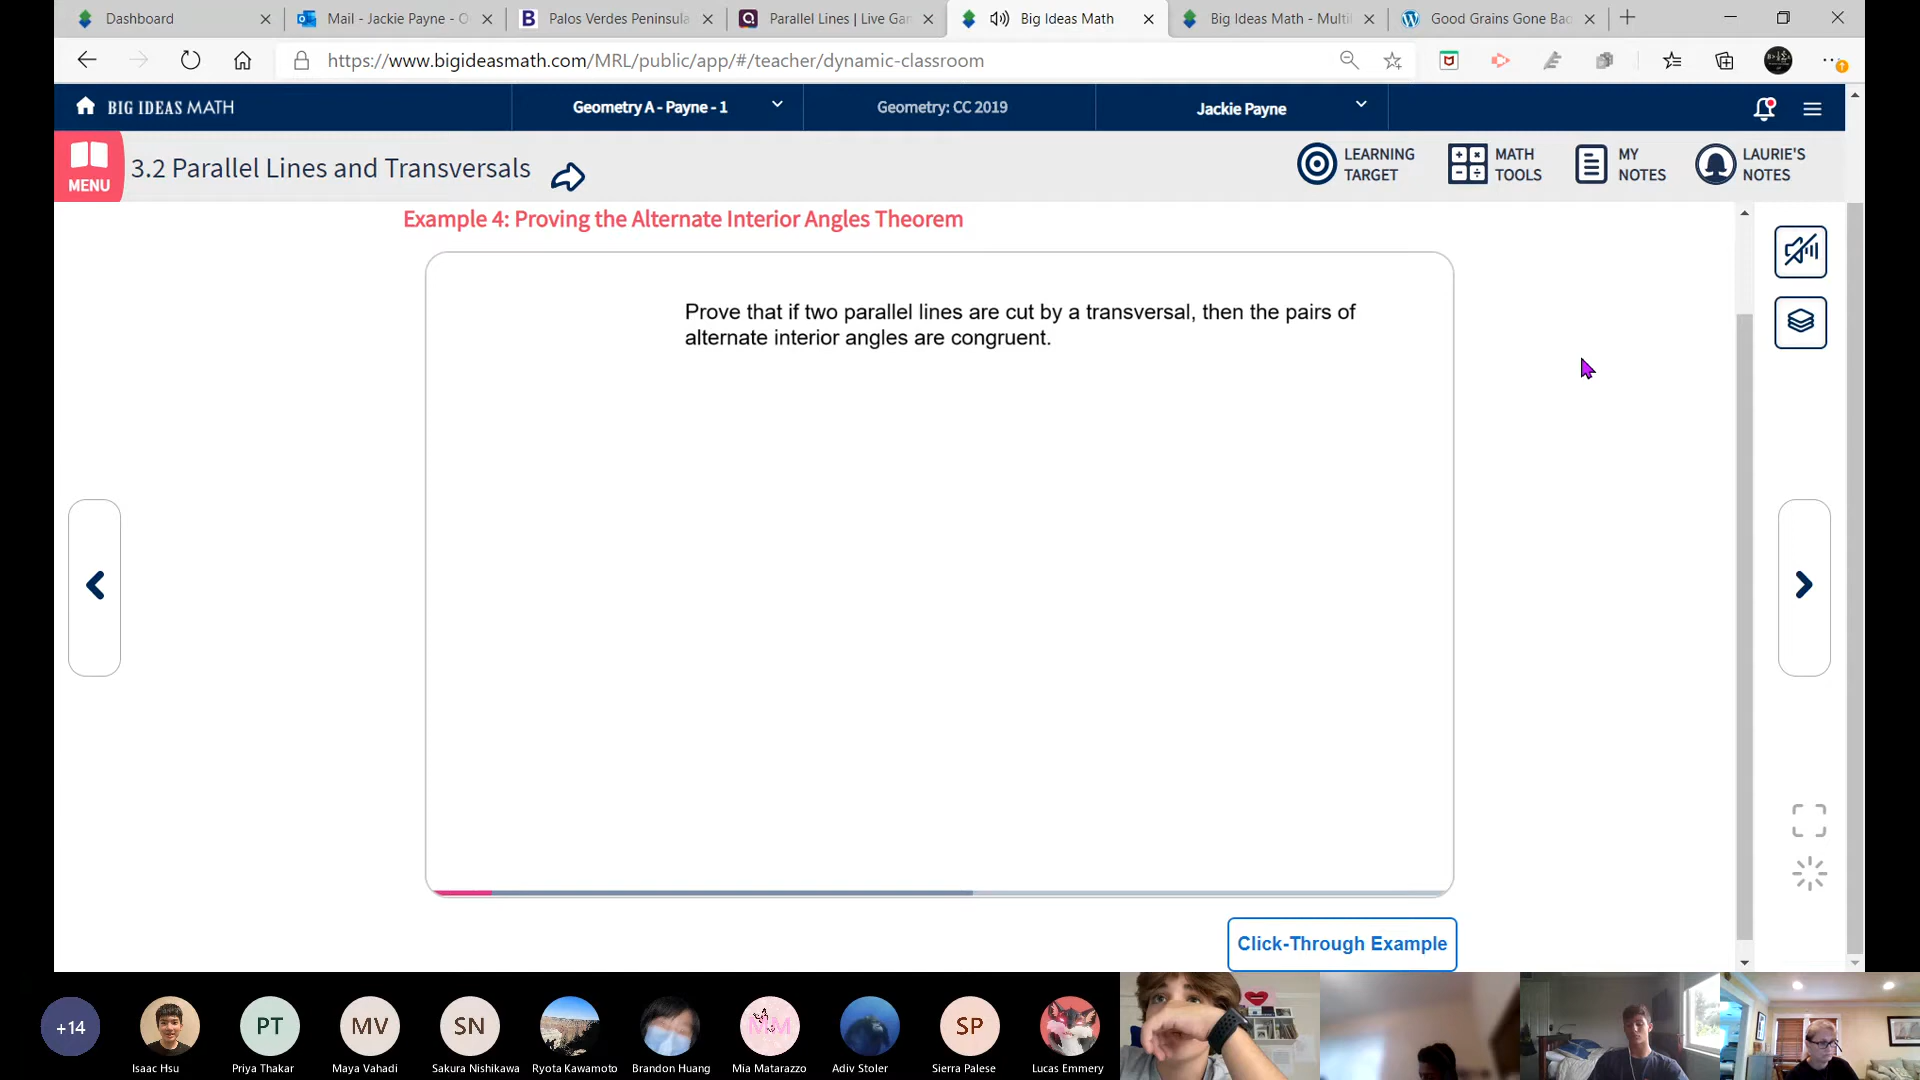 Dashboard
Mail - Jackie Payne - O
Palos Verdes Peninsula
Parallel Lines | Live Gan
Big Ideas Math
Big Ideas Math - Multil
Good Grains Gone Bad
https://www.bigideasmath.com/MRL/public/app/#/teacher/dynamic-classroom
BIG IDEAS MATH
Geometry A - Payne - 1
Geometry: CC 2019
Jackie Payne
MENU
3.2 Parallel Lines and Transversals
LEARNING TARGET
MATH TOOLS
MY NOTES
LAURIE'S NOTES
Example 4: Proving the Alternate Interior Angles Theorem
Prove that if two parallel lines are cut by a transversal, then the pairs of
alternate interior angles are congruent.
Click-Through Example
+14
PT
MV
SN
MM
SP
Isaac Hsu
Priya Thakar
Maya Vahadi
Sakura Nishikawa
Ryota Kawamoto
Brandon Huang
Mia Matarazzo
Adiv Stoler
Sierra Palese
Lucas Emmery